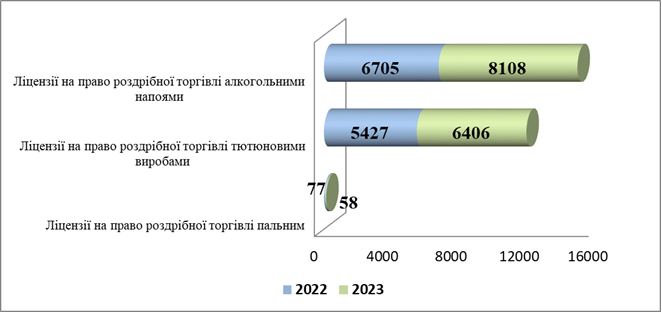 6705 8108
Ліцензії на право роздрібної торгівлі алкогольними
напоями
5427 6406
Ліцензії на право роздрібної торгівлі тютюновими
виробами
77 58
Ліцензії на право роздрібної торгівлі пальним
0 4000 8000 12000 16000
2022 2023